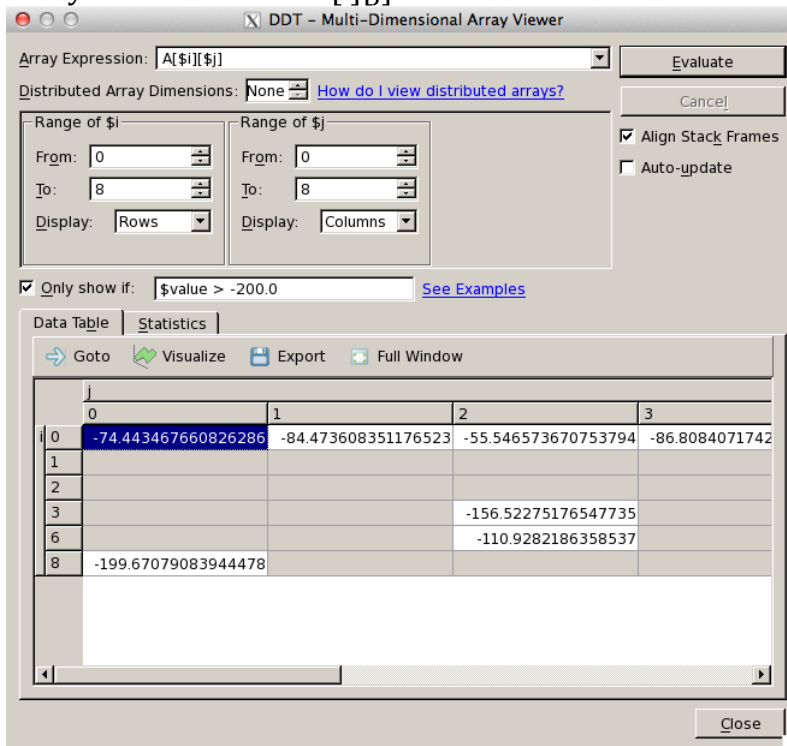 DDT – Multi-Dimensional Array Viewer
Array Expression: A[$i][$j]
Evaluate
Distributed Array Dimensions: None How do I view distributed arrays?
Cancel
Range of $i
Range of $j
Align Stack Frames
From: 0
From: 0
Auto-update
To: 8
To: 8
Display: Rows
Display: Columns
Only show if: $value > -200.0 See Examples
Data Table Statistics
Goto Visualize Export Full Window
j
0 1 2 3
i 0 -74.443467660826286 -84.473608351176523 -55.546573670753794 -86.8084071742
1
2
3 -156.52275176547735
6 -110.9282186358537
8 -199.67079083944478
Close